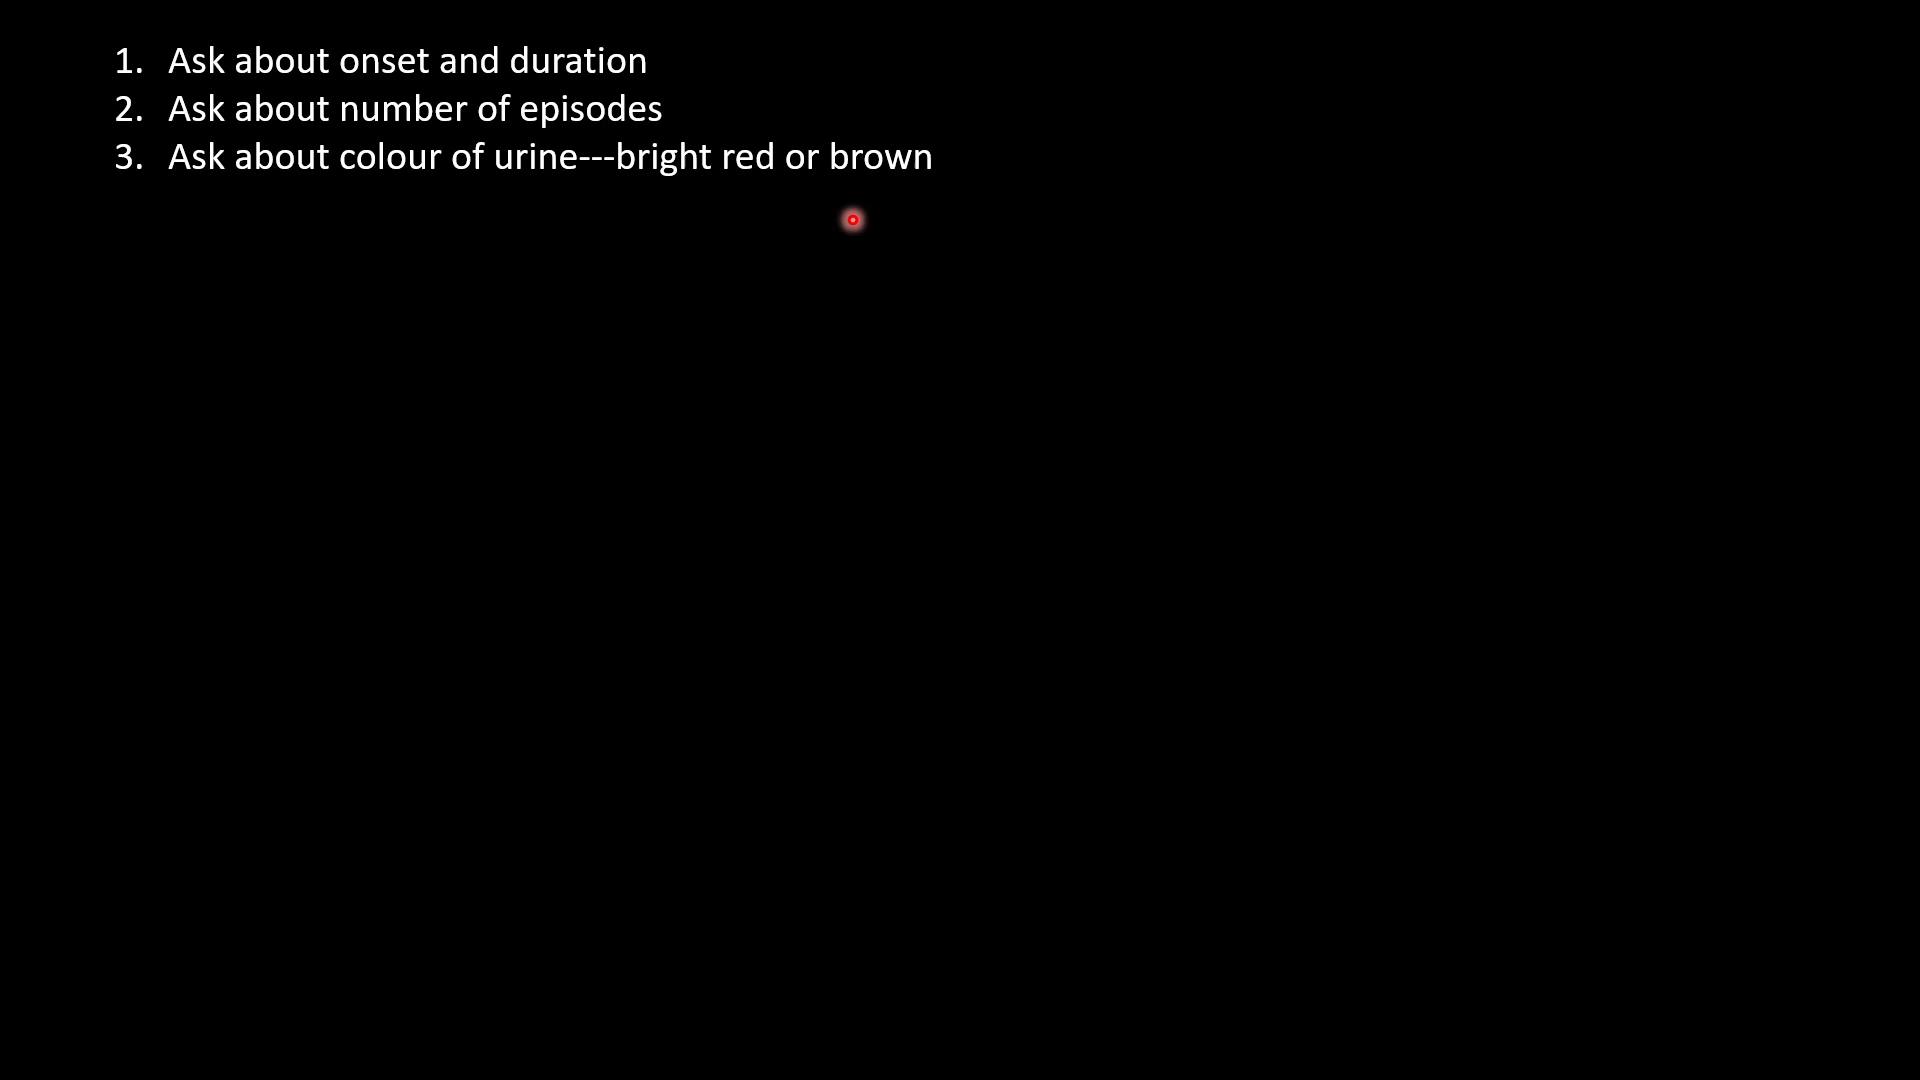 1. Ask about onset and duration
2. Ask about number of episodes
3. Ask about colour of urine---bright red or brown